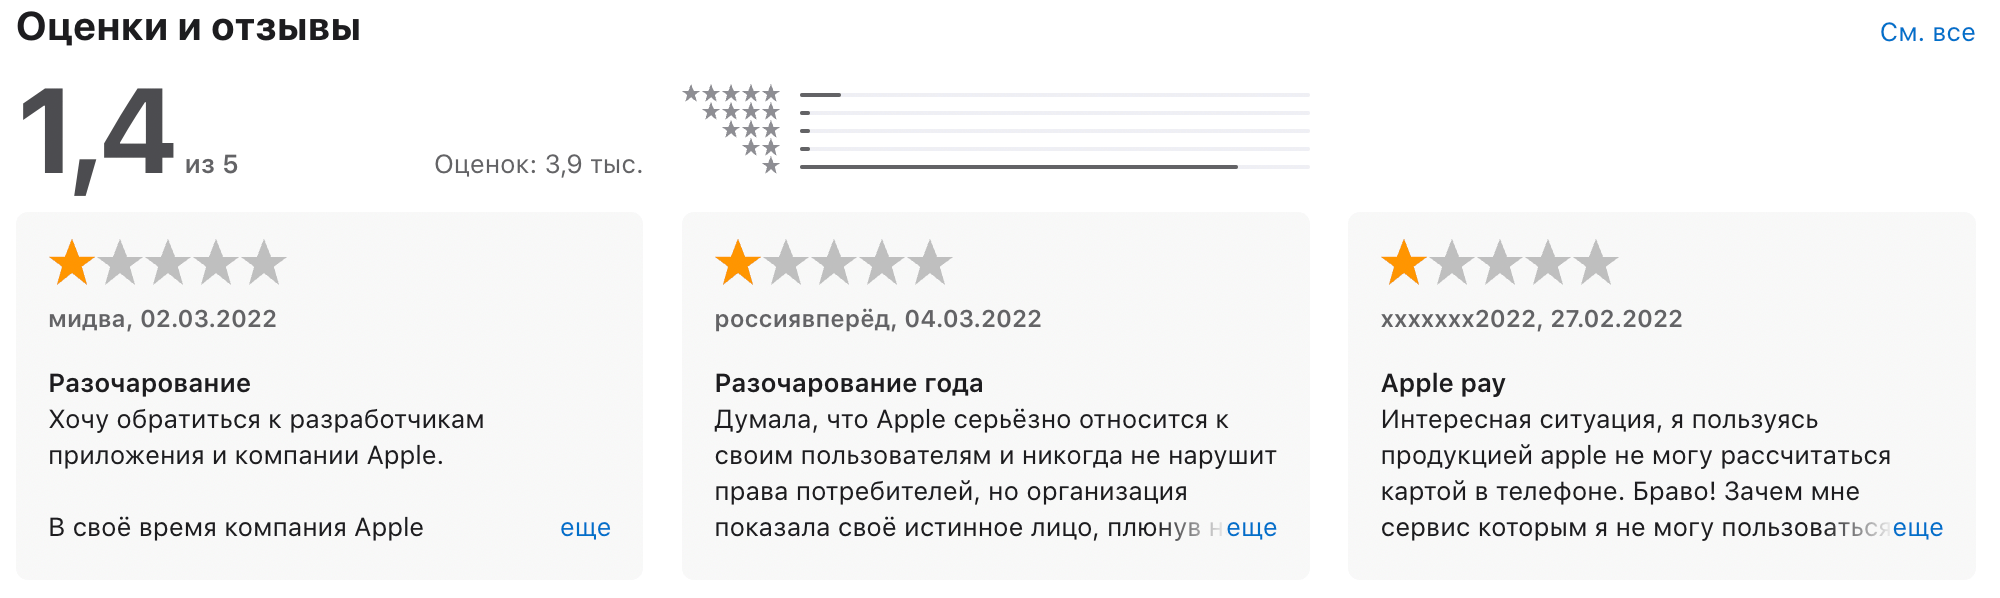 Оценки и отзывы
См. все
1,4 из 5
Оценок: 3,9 тыс.
мидва, 02.03.2022
Разочарование
Хочу обратиться к разработчикам
приложения и компании Apple.
В своё время компания Apple еще
россиявперёд, 04.03.2022
Разочарование года
Думала, что Apple серьёзно относится к
своим пользователям и никогда не нарушит
права потребителей, но организация
показала своё истинное лицо, плюнув еще
xxxxxxx2022, 27.02.2022
Apple pay
Интересная ситуация, я пользуясь
продукцией apple не могу рассчитаться
картой в телефоне. Браво! Зачем мне
сервис которым я не могу пользоваться еще